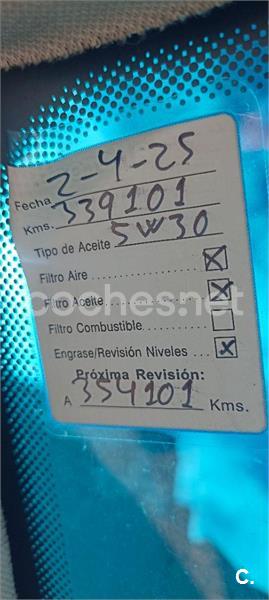 Fecha 2-4-25
Kms. 339101
Tipo de Aceite 5W30
Filtro Aire ............ X
Filtro Aceite............ X
Filtro Combustible..........
Engrase/Revisión Niveles ... X
Próxima Revisión:
A 354101 Kms.
coches.net
C.